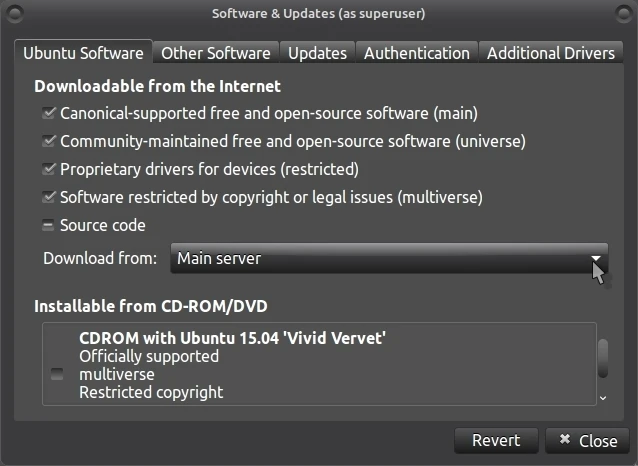 Software & Updates (as superuser)
Ubuntu Software Other Software Updates Authentication Additional Drivers
Downloadable from the Internet
Canonical-supported free and open-source software (main)
Community-maintained free and open-source software (universe)
Proprietary drivers for devices (restricted)
Software restricted by copyright or legal issues (multiverse)
Source code
Download from: Main server
Installable from CD-ROM/DVD
CDROM with Ubuntu 15.04 'Vivid Vervet'
Officially supported
multiverse
Restricted copyright
Revert Close